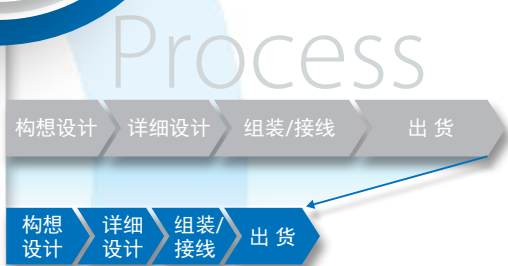 Process
构想设计 详细设计 组装/接线 出 货
构想 详细 组装/
设计 设计 接线 出 货